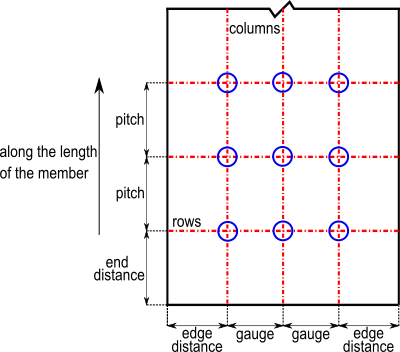 columns
pitch
along the length
of the member
pitch
rows
end
distance
edge
distance
gauge
gauge
edge
distance